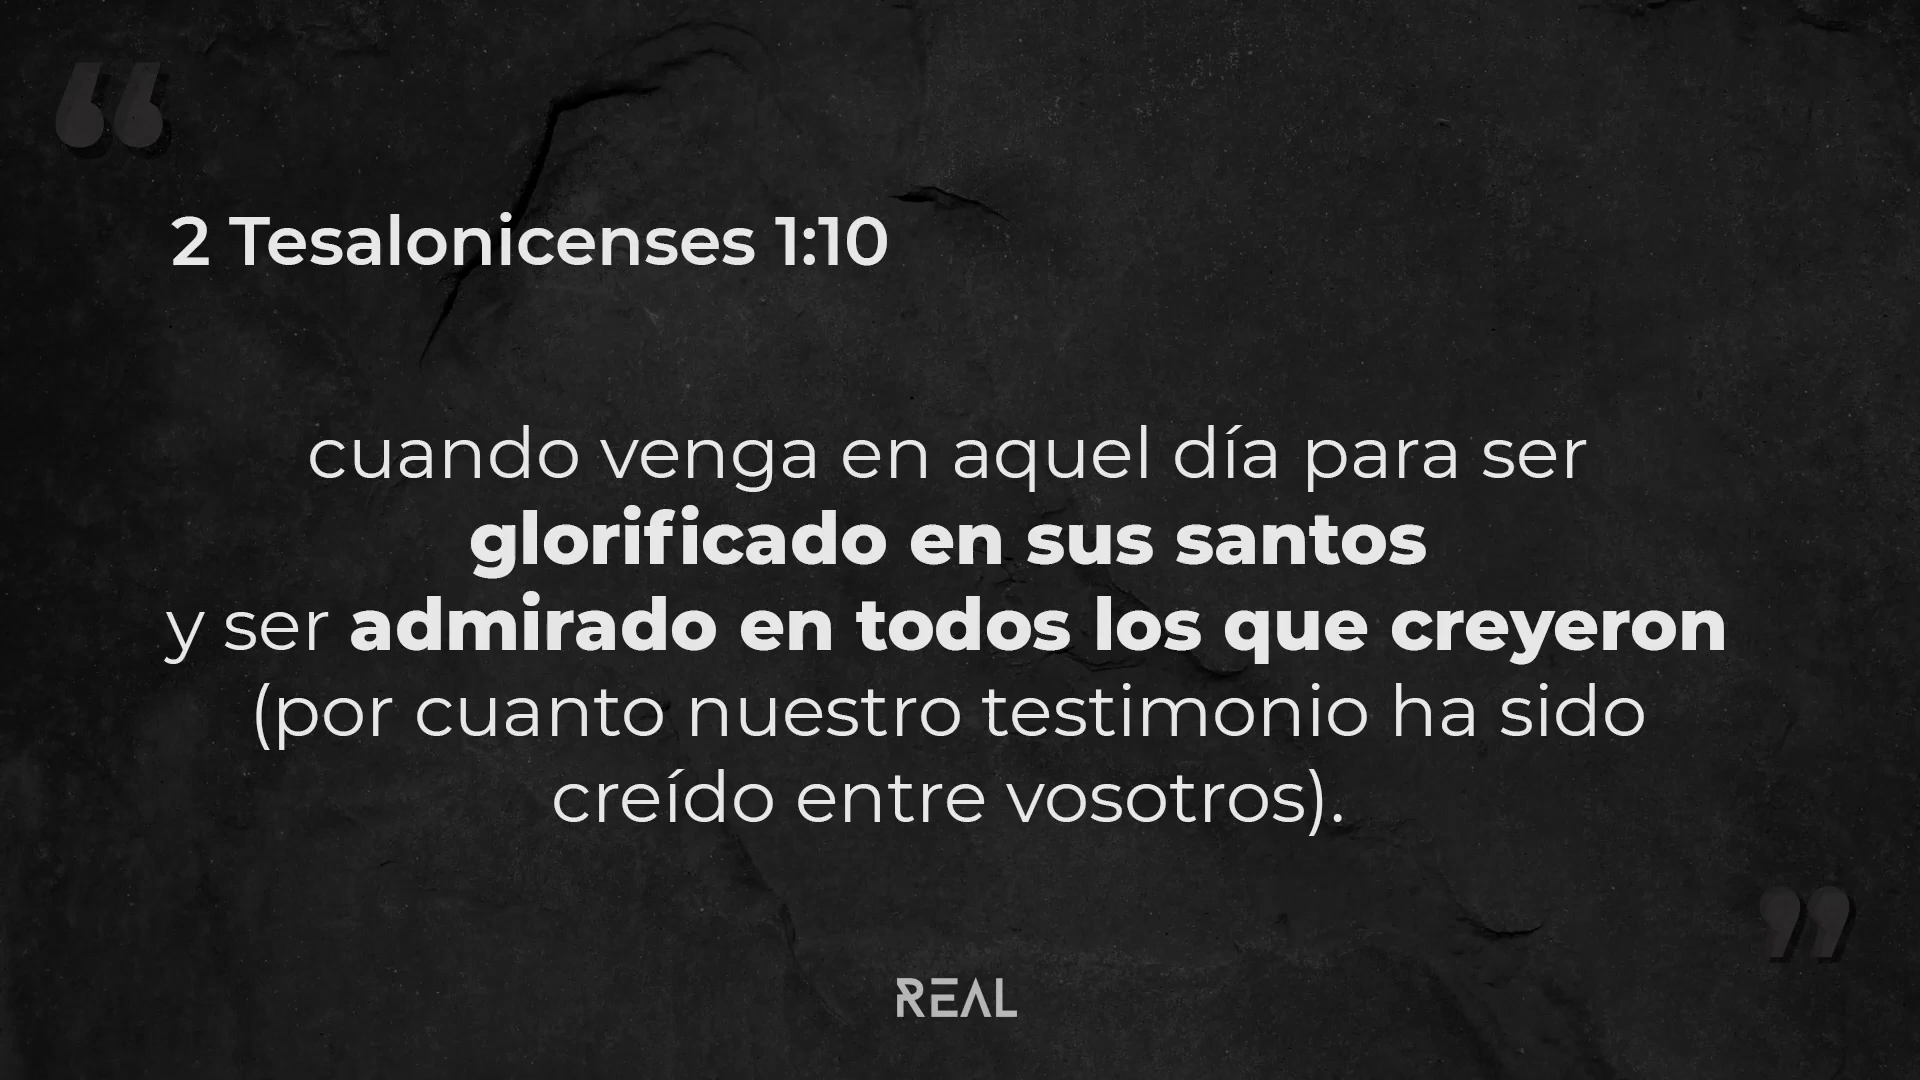 2 Tesalonicenses 1:10
cuando venga en aquel día para ser
glorificado en sus santos
y ser admirado en todos los que creyeron
(por cuanto nuestro testimonio ha sido
creído entre vosotros).
REAL